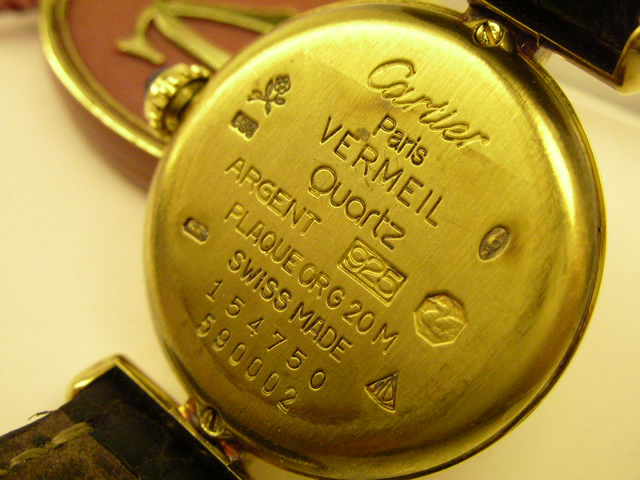 Cartier
Paris
VERMEIL
Quartz
ARGENT 925
PLAQUE OR G 20 M
SWISS MADE
154750
590002